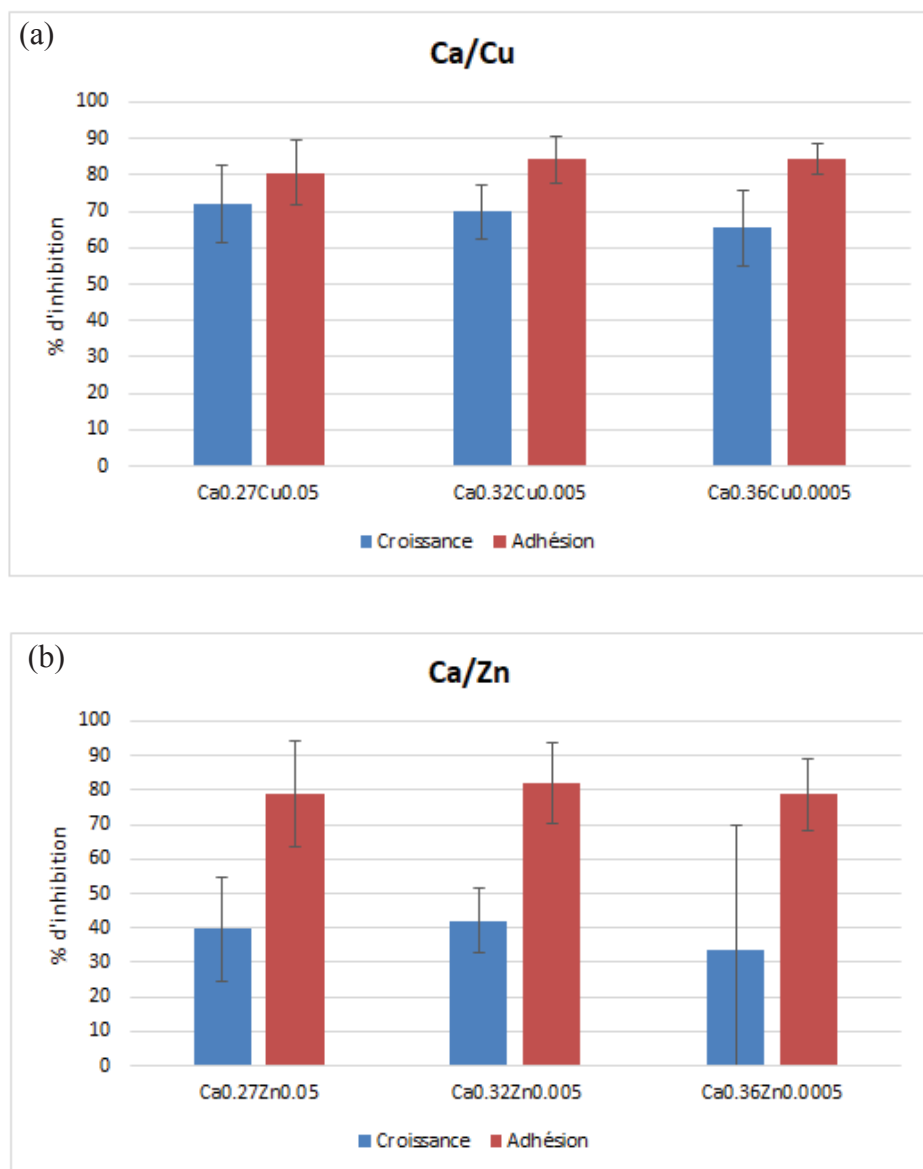 (a)
Ca/Cu
% d'inhibition
100
90
80
70
60
50
40
30
20
10
0
Ca0.27Cu0.05 Ca0.32Cu0.005 Ca0.36Cu0.0005
Croissance Adhésion
(b)
Ca/Zn
% d'inhibition
100
90
80
70
60
50
40
30
20
10
0
Ca0.27Zn0.05 Ca0.32Zn0.005 Ca0.36Zn0.0005
Croissance Adhésion